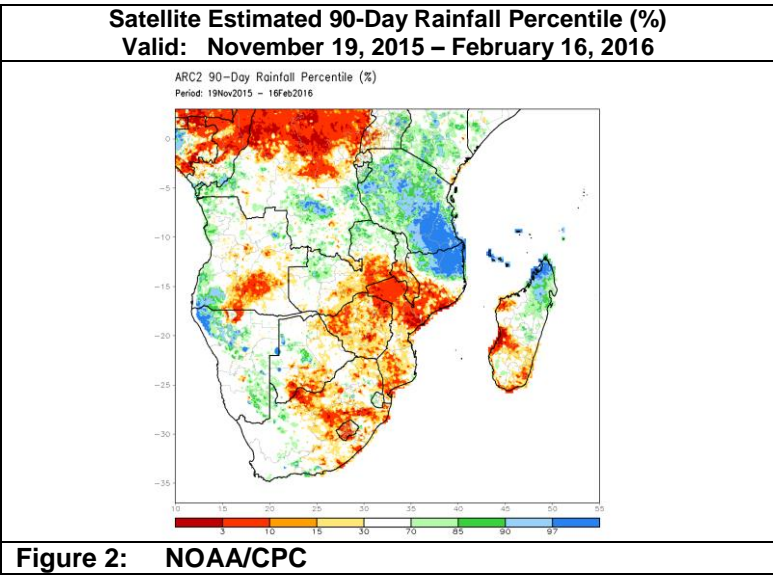 Satellite Estimated 90-Day Rainfall Percentile (%)
Valid: November 19, 2015 – February 16, 2016
ARC2 90-Day Rainfall Percentile (%)
Period: 19Nov2015 - 16Feb2016
0
-5
-10
-15
-20
-25
-30
-35
10 15 20 25 30 35 40 45 50 55
3 10 15 30 70 85 90 97
Figure 2: NOAA/CPC